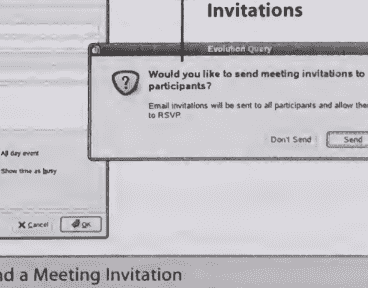 Invitations
Evolution Query
Would you like to send meeting invitations to
participants?
Email invitations will be sent to all participants and allow the
to RSVP
Don't Send
Send
All day event
Show time as busy
Cancel
OK
nd a Meeting Invitation